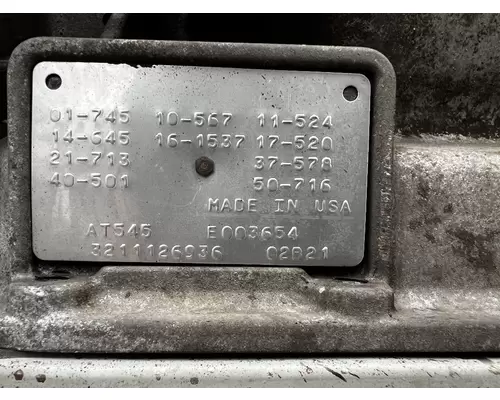 01-745 10-567 11-524
14-645 16-1537 17-520
21-713 37-578
40-501 50-716
MADE IN USA
AT545 E003654
3211126936 02B21